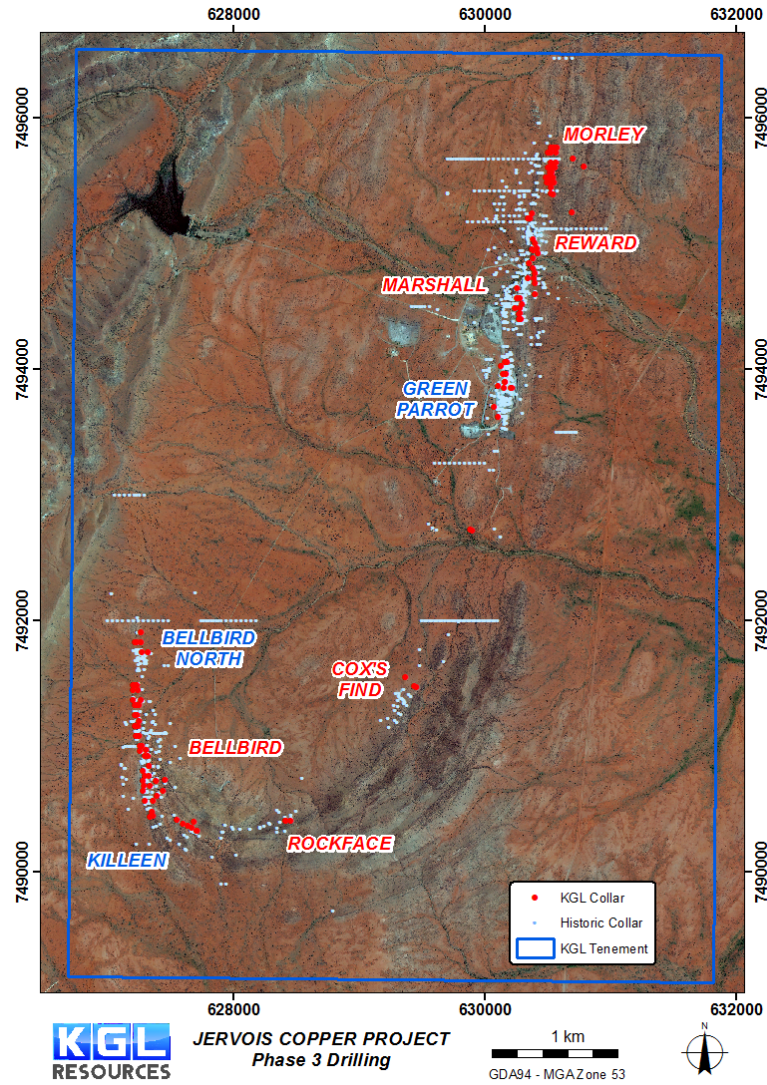 628000 630000 632000
7496000 7496000
MORLEY
REWARD
MARSHALL
7494000 7494000
GREEN
PARROT
7492000 7492000
BELLBIRD
NORTH
COX'S
FIND
BELLBIRD
ROCKFACE
KILLEEN
7490000 7490000
KGL Collar
Historic Collar
KGL Tenement
628000 630000 632000
KGL
RESOURCES
JERVOIS COPPER PROJECT
Phase 3 Drilling
1 km
GDA94 - MGAZone 53
N